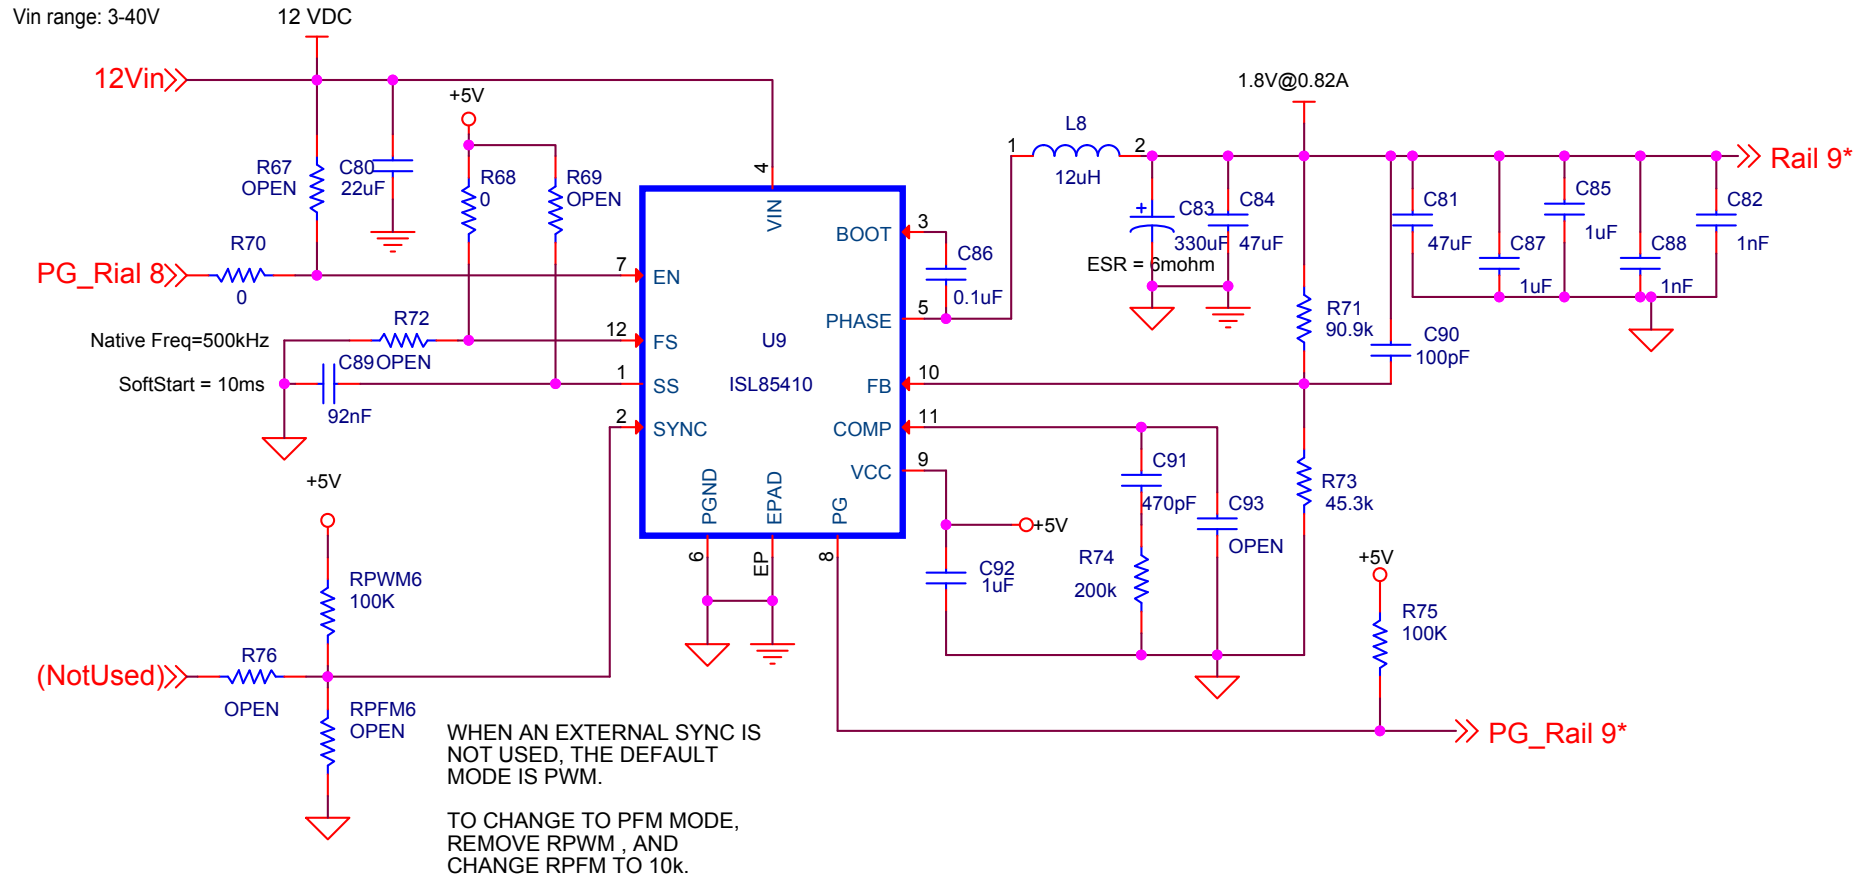 Vin range: 3-40V
12 VDC
12Vin
+5V
1.8V@0.82A
R67
OPEN
C80
22uF
R68
0
R69
OPEN
4
VIN
1
L8
2
12uH
Rail 9*
C83
330uF
ESR = 6mohm
C84
47uF
C81
47uF
C87
1uF
C85
1uF
C88
1nF
C82
1nF
BOOT
3
C86
0.1uF
PHASE
5
R70
0
PG_Rial 8
7
EN
R71
90.9k
C90
100pF
Native Freq=500kHz
R72
OPEN
12
FS
U9
ISL85410
SoftStart = 10ms
C89
92nF
1
SS
FB
10
2
SYNC
COMP
11
VCC
9
PGND
EPAD
PG
6
EP
8
C91
470pF
C93
OPEN
R73
45.3k
+5V
C92
1uF
R74
200k
+5V
RPWM6
100K
+5V
R75
100K
(NotUsed)
R76
OPEN
RPFM6
OPEN
PG_Rail 9*
WHEN AN EXTERNAL SYNC IS
NOT USED, THE DEFAULT
MODE IS PWM.
TO CHANGE TO PFM MODE,
REMOVE RPWM , AND
CHANGE RPFM TO 10k.